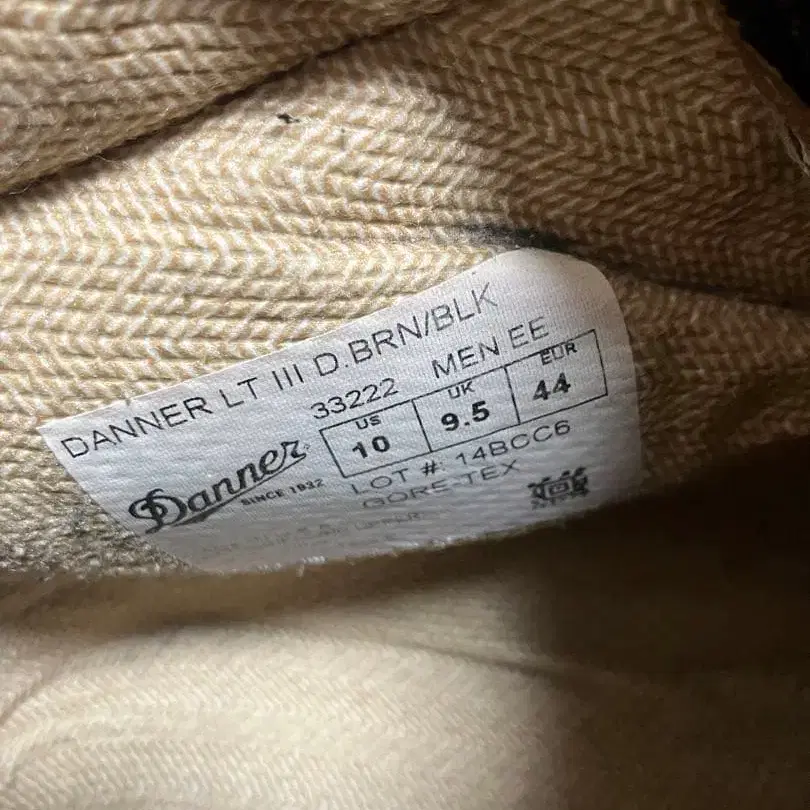 DANNER LT III D.BRN/BLK
33222 MEN EE
US UK EUR
10 9.5 44
Danner
SINCE 1932
LOT #: 14BCC6
GORE-TEX